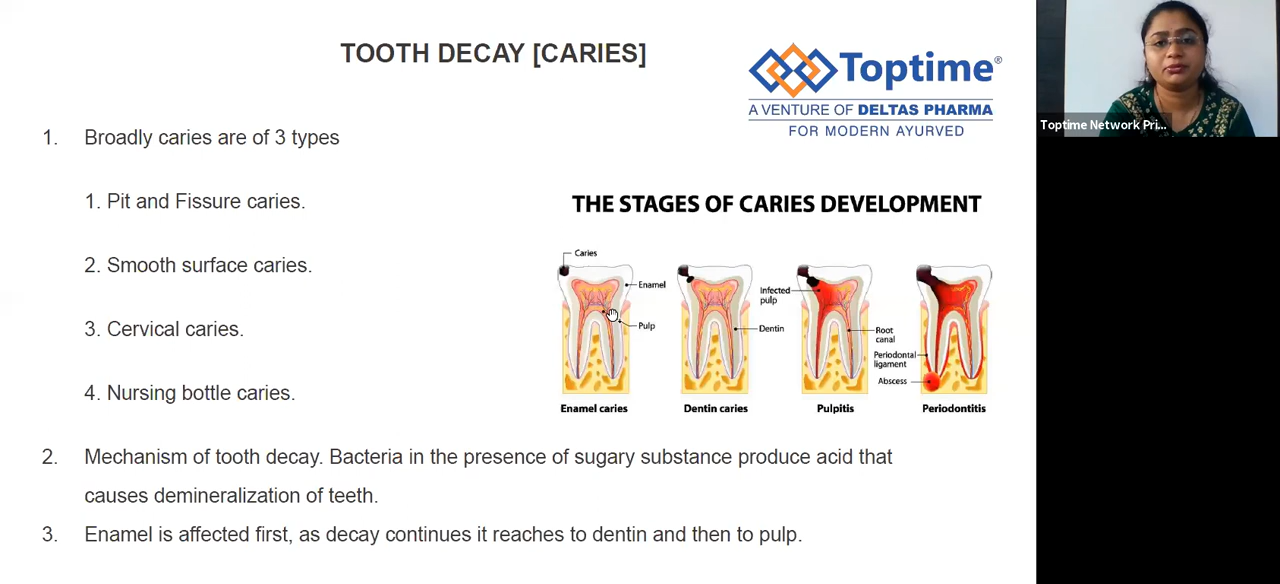 TOOTH DECAY [CARIES]
Toptime®
A VENTURE OF DELTAS PHARMA
FOR MODERN AYURVED
Toptime Network Pri...
1. Broadly caries are of 3 types
1. Pit and Fissure caries.
2. Smooth surface caries.
3. Cervical caries.
4. Nursing bottle caries.
THE STAGES OF CARIES DEVELOPMENT
Caries
Enamel
Pulp
Dentin
Infected
pulp
Root
canal
Periodontal
ligament
Abscess
Enamel caries
Dentin caries
Pulpitis
Periodontitis
2. Mechanism of tooth decay. Bacteria in the presence of sugary substance produce acid that
causes demineralization of teeth.
3. Enamel is affected first, as decay continues it reaches to dentin and then to pulp.